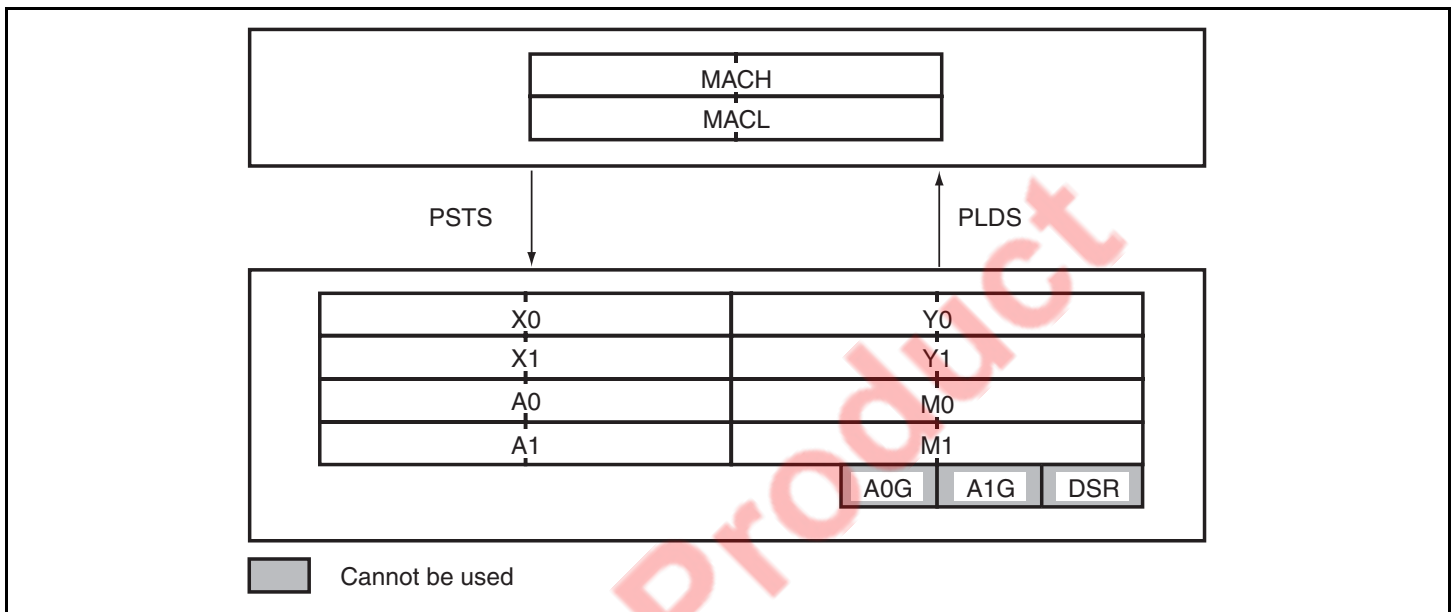 MACH
MACL
PSTS
PLDS
X0 Y0
X1 Y1
A0 M0
A1 M1
A0G A1G DSR
Cannot be used
Product